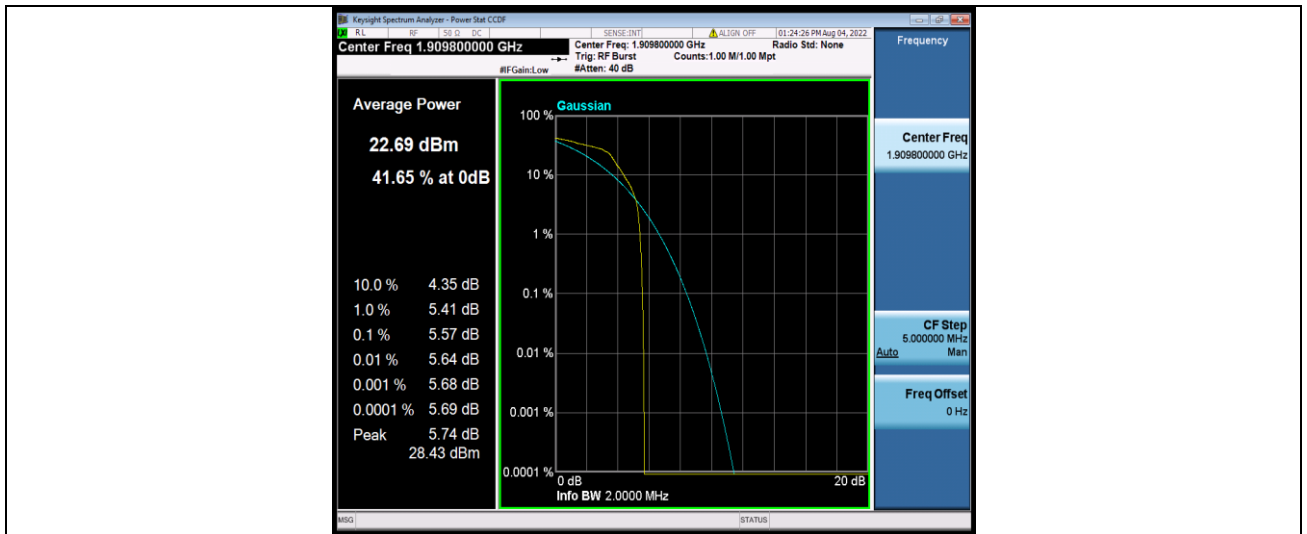 Keysight Spectrum Analyzer - Power Stat CCDF
RL RF 50 Ω DC SENSE:INT ALIGN OFF 01:24:26 PM Aug 04, 2022
Center Freq 1.909800000 GHz
Center Freq: 1.909800000 GHz Radio Std: None
Trig: RF Burst Counts:1.00 M/1.00 Mpt
#IFGain:Low #Atten: 40 dB
Frequency
Center Freq
1.909800000 GHz
CF Step
5.000000 MHz
Auto Man
Freq Offset
0 Hz
Average Power
22.69 dBm
41.65 % at 0dB
10.0 % 4.35 dB
1.0 % 5.41 dB
0.1 % 5.57 dB
0.01 % 5.64 dB
0.001 % 5.68 dB
0.0001 % 5.69 dB
Peak 5.74 dB
28.43 dBm
Gaussian
100 %
10 %
1 %
0.1 %
0.01 %
0.001 %
0.0001 %
0 dB 20 dB
Info BW 2.0000 MHz
MSG STATUS